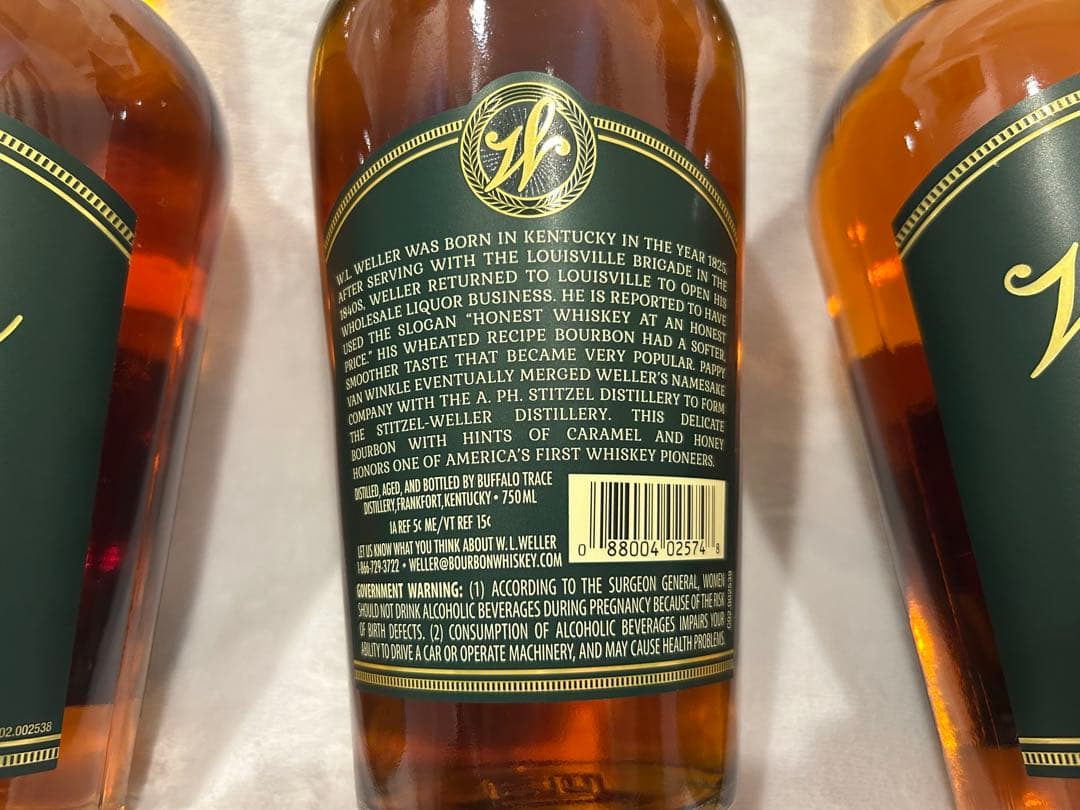 W
W.L. WELLER WAS BORN IN KENTUCKY IN THE YEAR 1825.
AFTER SERVING WITH THE LOUISVILLE BRIGADE IN THE
1840S, WELLER RETURNED TO LOUISVILLE TO OPEN HIS
WHOLESALE LIQUOR BUSINESS. HE IS REPORTED TO HAVE
USED THE SLOGAN “HONEST WHISKEY AT AN HONEST
PRICE.” HIS WHEATED RECIPE BOURBON HAD A SOFTER,
SMOOTHER TASTE THAT BECAME VERY POPULAR. PAPPY
VAN WINKLE EVENTUALLY MERGED WELLER'S NAMESAKE
COMPANY WITH THE A. PH. STITZEL DISTILLERY TO FORM
THE STITZEL-WELLER DISTILLERY. THIS DELICATE
BOURBON WITH HINTS OF CARAMEL AND HONEY
HONORS ONE OF AMERICA'S FIRST WHISKEY PIONEERS.
DISTILLED, AGED, AND BOTTLED BY BUFFALO TRACE
DISTILLERY, FRANKFORT, KENTUCKY • 750 ML
IA REF 5¢ ME/VT REF 15¢
LET US KNOW WHAT YOU THINK ABOUT W. L. WELLER
1-866-729-3722 • WELLER@BOURBONWHISKEY.COM
0 88004 02574 8
GOVERNMENT WARNING: (1) ACCORDING TO THE SURGEON GENERAL, WOMEN
SHOULD NOT DRINK ALCOHOLIC BEVERAGES DURING PREGNANCY BECAUSE OF THE RISK
OF BIRTH DEFECTS. (2) CONSUMPTION OF ALCOHOLIC BEVERAGES IMPAIRS YOUR
ABILITY TO DRIVE A CAR OR OPERATE MACHINERY, AND MAY CAUSE HEALTH PROBLEMS.
002.002539
02.002538